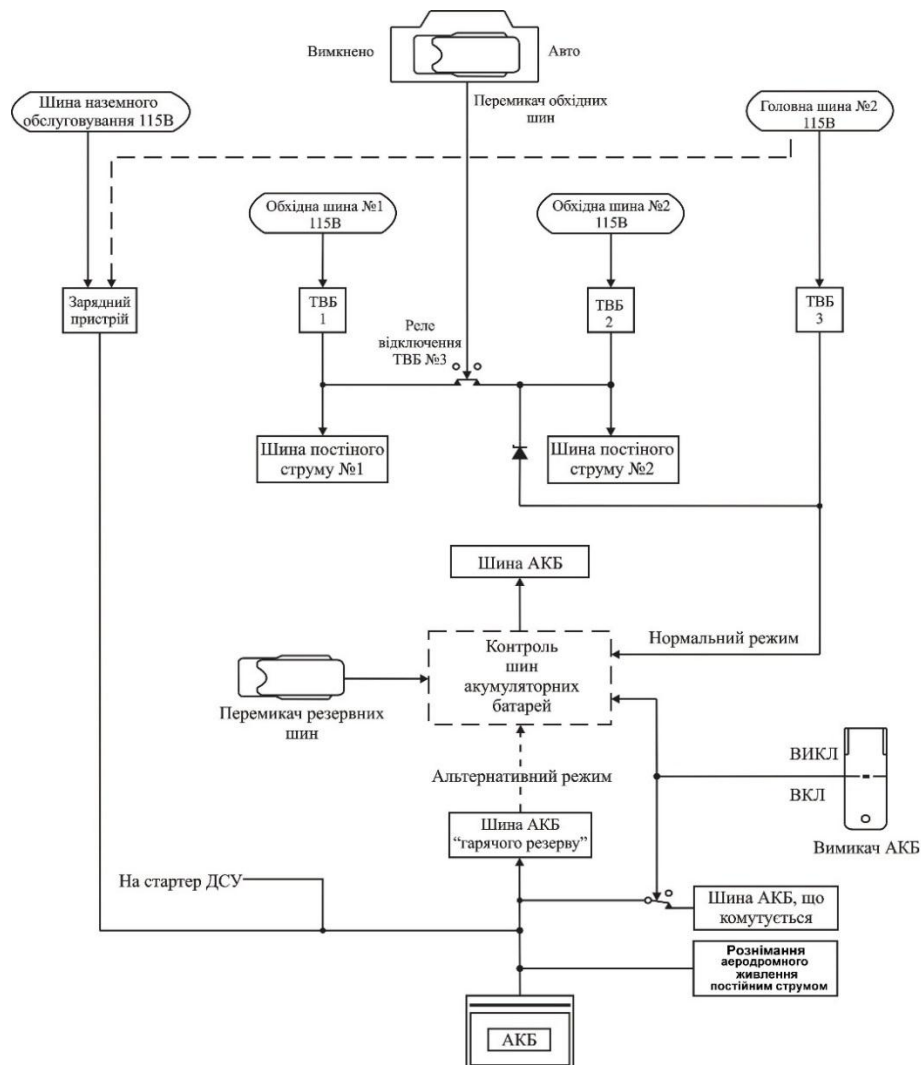 Вимкнено
Авто
Перемикач обхідних
шин
Шина наземного
обслуговування 115В
Головна шина №2
115В
Обхідна шина №1
115В
Обхідна шина №2
115В
Зарядний
пристрій
ТВБ
1
ТВБ
2
ТВБ
3
Реле
відключення
ТВБ №3
Шина постіного
струму №1
Шина постіного
струму №2
Шина АКБ
Нормальний режим
Контроль
шин
акумуляторних
батарей
Перемикач резервних
шин
Альтернативний режим
ВИКЛ
ВКЛ
Вимикач АКБ
Шина АКБ
“гарячого резерву”
На стартер ДСУ
Шина АКБ, що
комутується
Рознімання
аеродромного
живлення
постійним струмом
АКБ